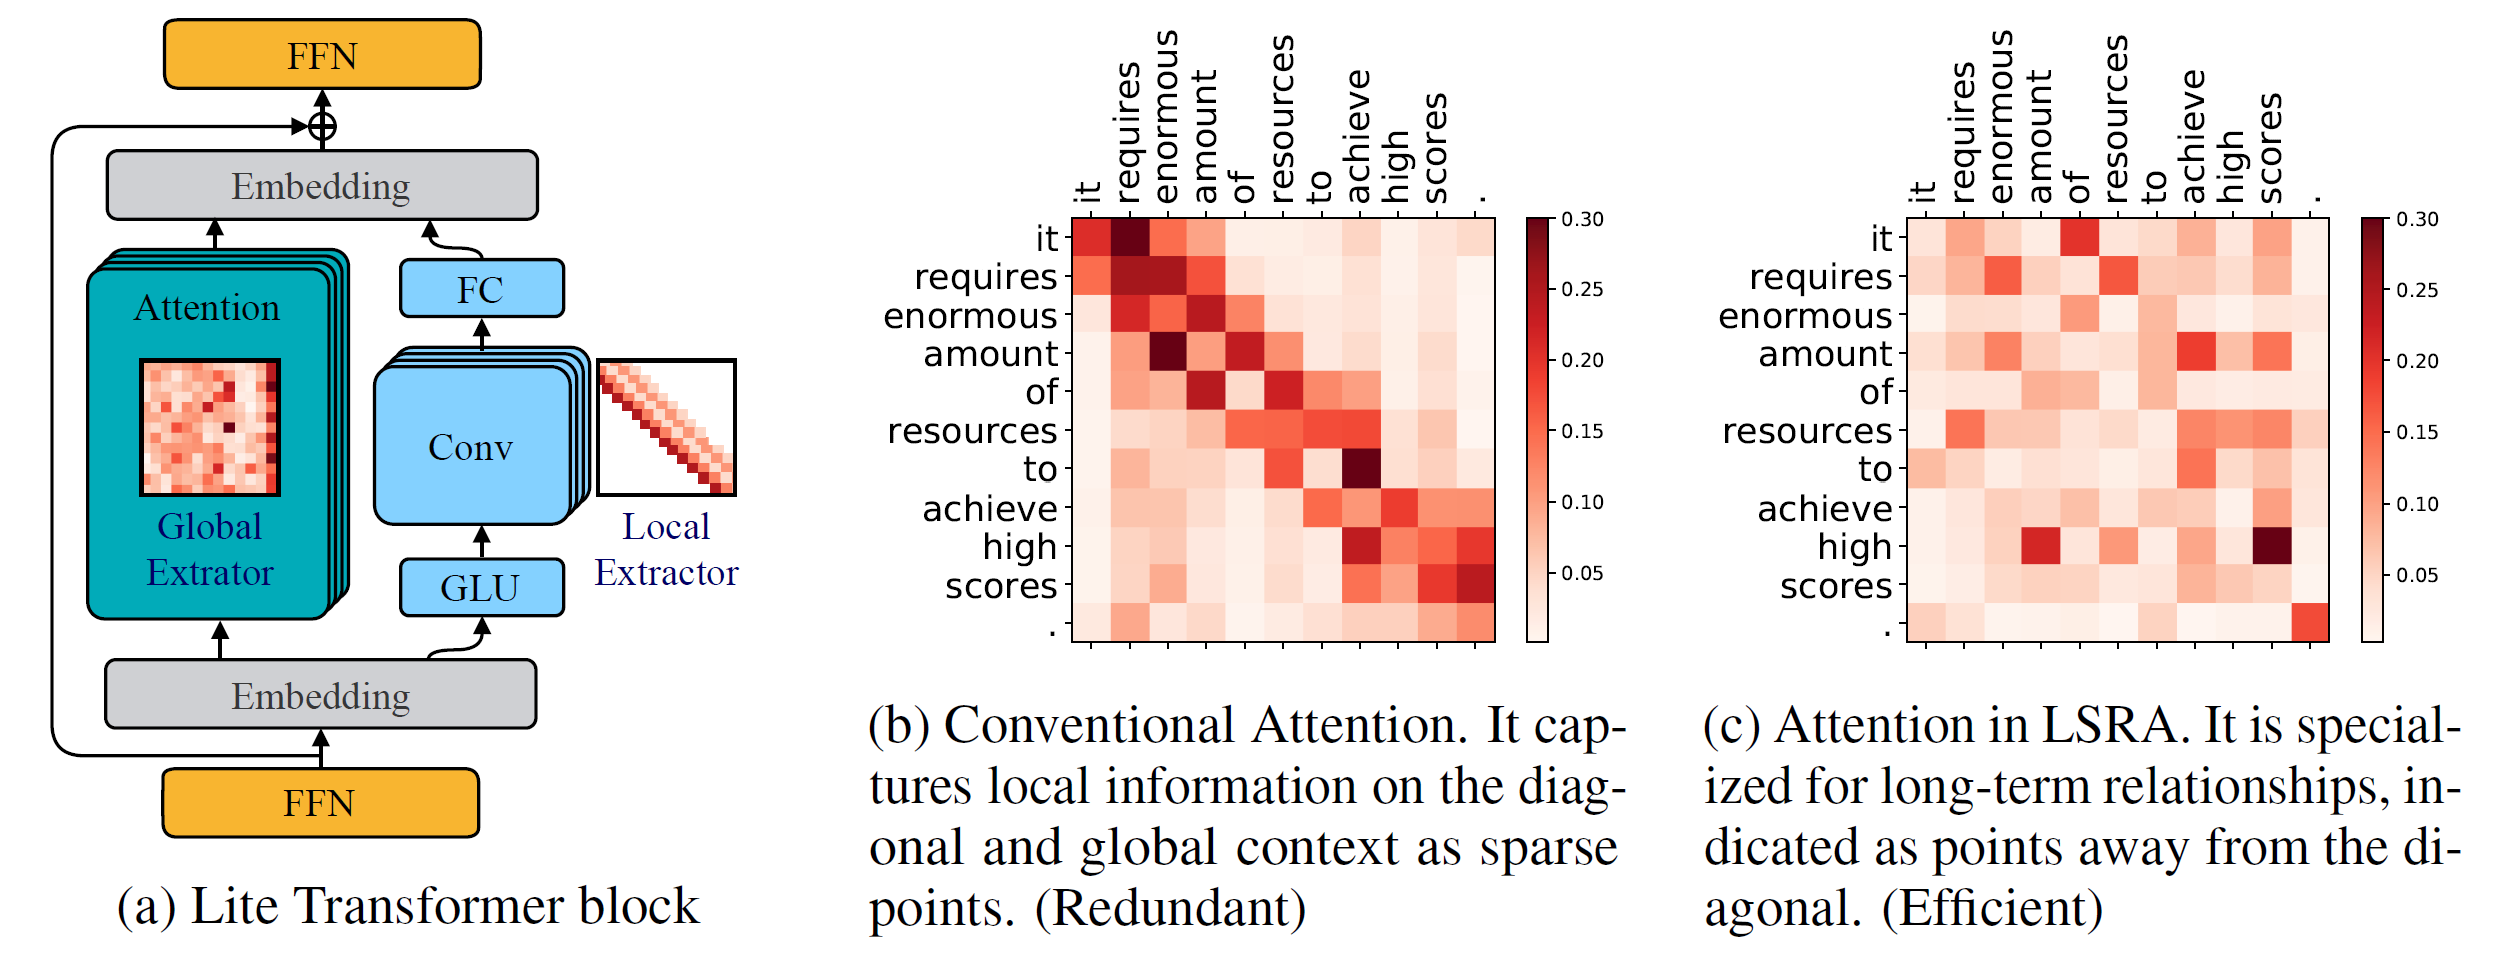 FFN
Embedding
Attention
Global
Extrator
FC
Conv
Local
Extractor
GLU
Embedding
FFN
(a) Lite Transformer block
it
requires
enormous
amount
of
resources
to
achieve
high
scores
.
it
requires
enormous
amount
of
resources
to
achieve
high
scores
.
0.30
0.25
0.20
0.15
0.10
0.05
(b) Conventional Attention. It cap-
tures local information on the diag-
onal and global context as sparse
points. (Redundant)
it
requires
enormous
amount
of
resources
to
achieve
high
scores
.
it
requires
enormous
amount
of
resources
to
achieve
high
scores
.
0.30
0.25
0.20
0.15
0.10
0.05
(c) Attention in LSRA. It is special-
ized for long-term relationships, in-
dicated as points away from the di-
agonal. (Efficient)